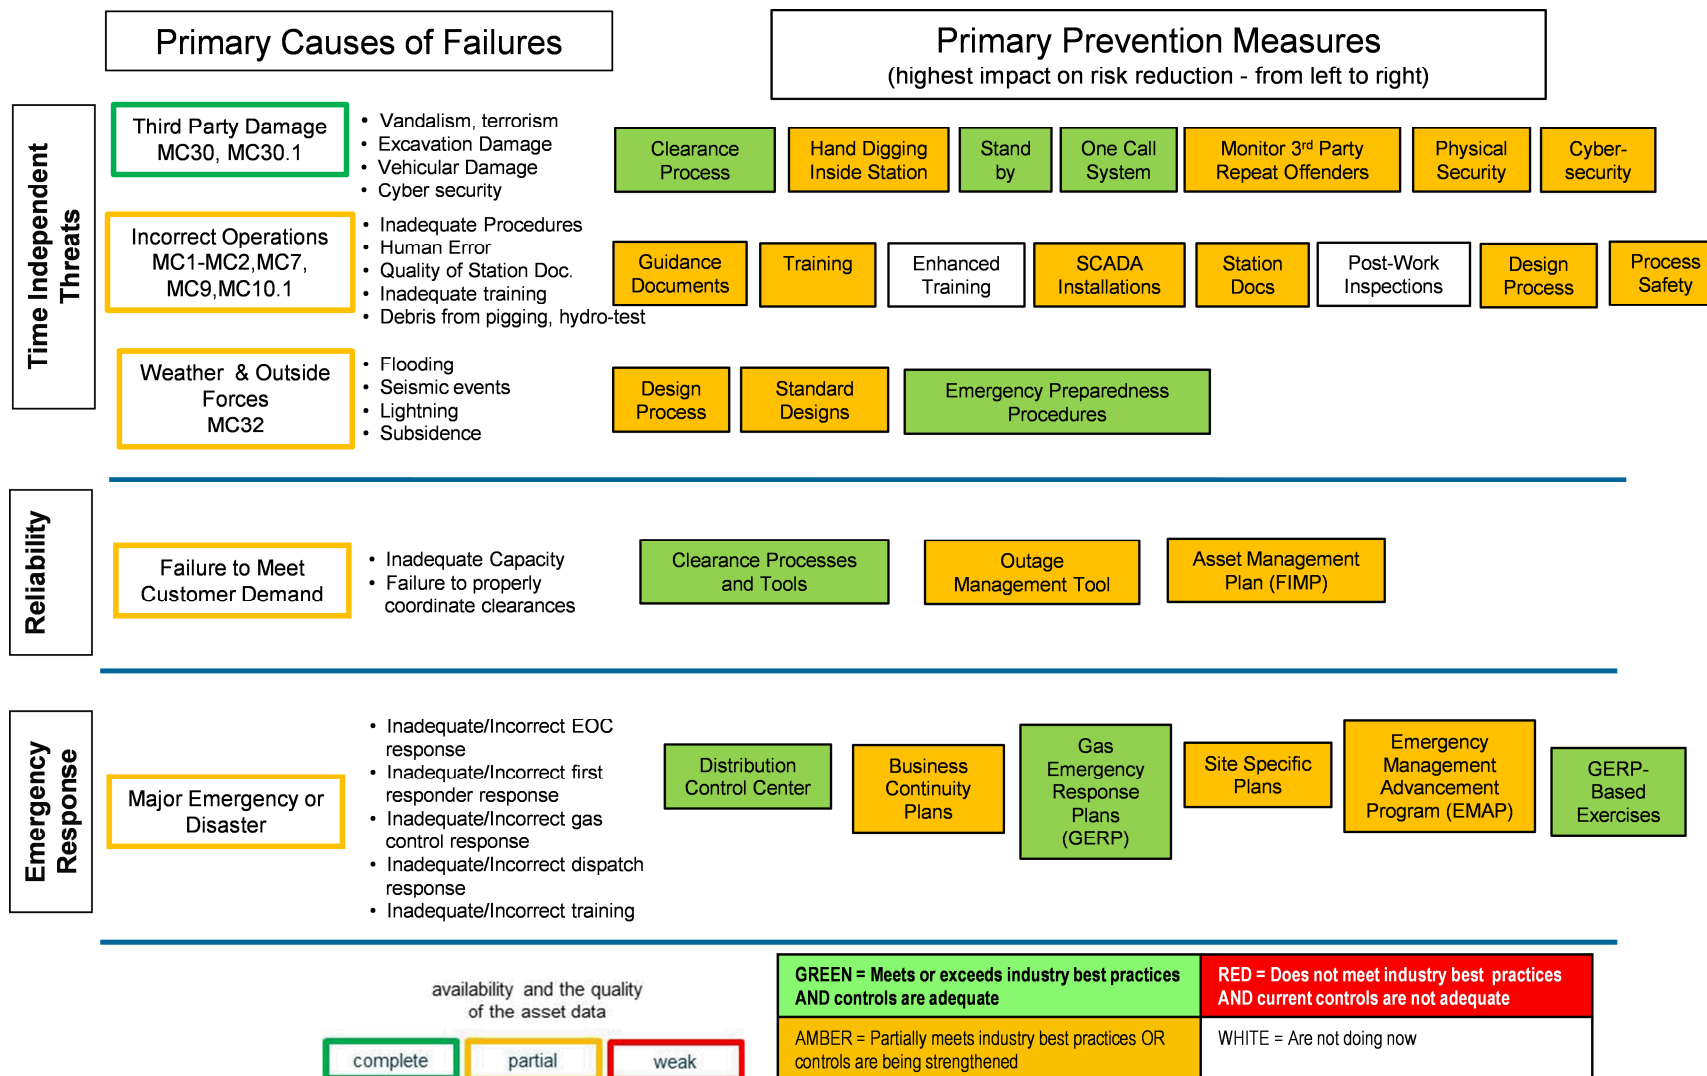 Primary Causes of Failures
Primary Prevention Measures
(highest impact on risk reduction - from left to right)
Time Independent
Threats
Third Party Damage
MC30, MC30.1
• Vandalism, terrorism
• Excavation Damage
• Vehicular Damage
• Cyber security
Clearance
Process
Hand Digging
Inside Station
Stand
by
One Call
System
Monitor 3rd Party
Repeat Offenders
Physical
Security
Cyber-
security
Incorrect Operations
MC1-MC2,MC7,
MC9,MC10.1
• Inadequate Procedures
• Human Error
• Quality of Station Doc.
• Inadequate training
• Debris from pigging, hydro-test
Guidance
Documents
Training
Enhanced
Training
SCADA
Installations
Station
Docs
Post-Work
Inspections
Design
Process
Process
Safety
Weather & Outside
Forces
MC32
• Flooding
• Seismic events
• Lightning
• Subsidence
Design
Process
Standard
Designs
Emergency Preparedness
Procedures
Reliability
Failure to Meet
Customer Demand
• Inadequate Capacity
• Failure to properly
coordinate clearances
Clearance Processes
and Tools
Outage
Management Tool
Asset Management
Plan (FIMP)
Emergency
Response
Major Emergency or
Disaster
• Inadequate/Incorrect EOC
response
• Inadequate/Incorrect first
responder response
• Inadequate/Incorrect gas
control response
• Inadequate/Incorrect dispatch
response
• Inadequate/Incorrect training
Distribution
Control Center
Business
Continuity
Plans
Gas
Emergency
Response
Plans
(GERP)
Site Specific
Plans
Emergency
Management
Advancement
Program (EMAP)
GERP-
Based
Exercises
availability and the quality
of the asset data
complete
partial
weak
GREEN = Meets or exceeds industry best practices
AND controls are adequate
RED = Does not meet industry best practices
AND current controls are not adequate
AMBER = Partially meets industry best practices OR
controls are being strengthened
WHITE = Are not doing now